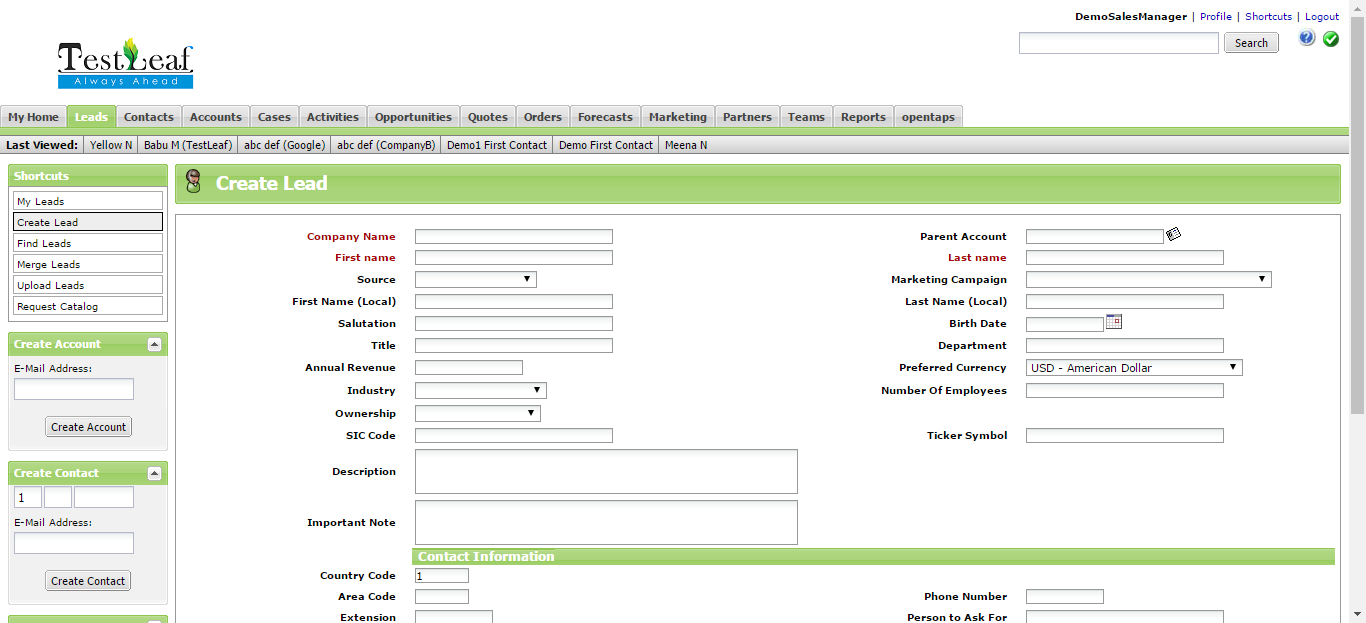 DemoSalesManager | Profile | Shortcuts | Logout
Search
TestLeaf
Always Ahead
My Home Leads Contacts Accounts Cases Activities Opportunities Quotes Orders Forecasts Marketing Partners Teams Reports opentaps
Last Viewed: Yellow N Babu M (TestLeaf) abc def (Google) abc def (CompanyB) Demo1 First Contact Demo First Contact Meena N
Shortcuts
My Leads
Create Lead
Find Leads
Merge Leads
Upload Leads
Request Catalog
Create Account
E-Mail Address:
Create Account
Create Contact
1
E-Mail Address:
Create Contact
Create Lead
Company Name Parent Account
First name Last name
Source Marketing Campaign
First Name (Local) Last Name (Local)
Salutation Birth Date
Title Department
Annual Revenue Preferred Currency USD - American Dollar
Industry Number Of Employees
Ownership
SIC Code Ticker Symbol
Description
Important Note
Contact Information
Country Code 1
Area Code Phone Number
Extension Person to Ask For